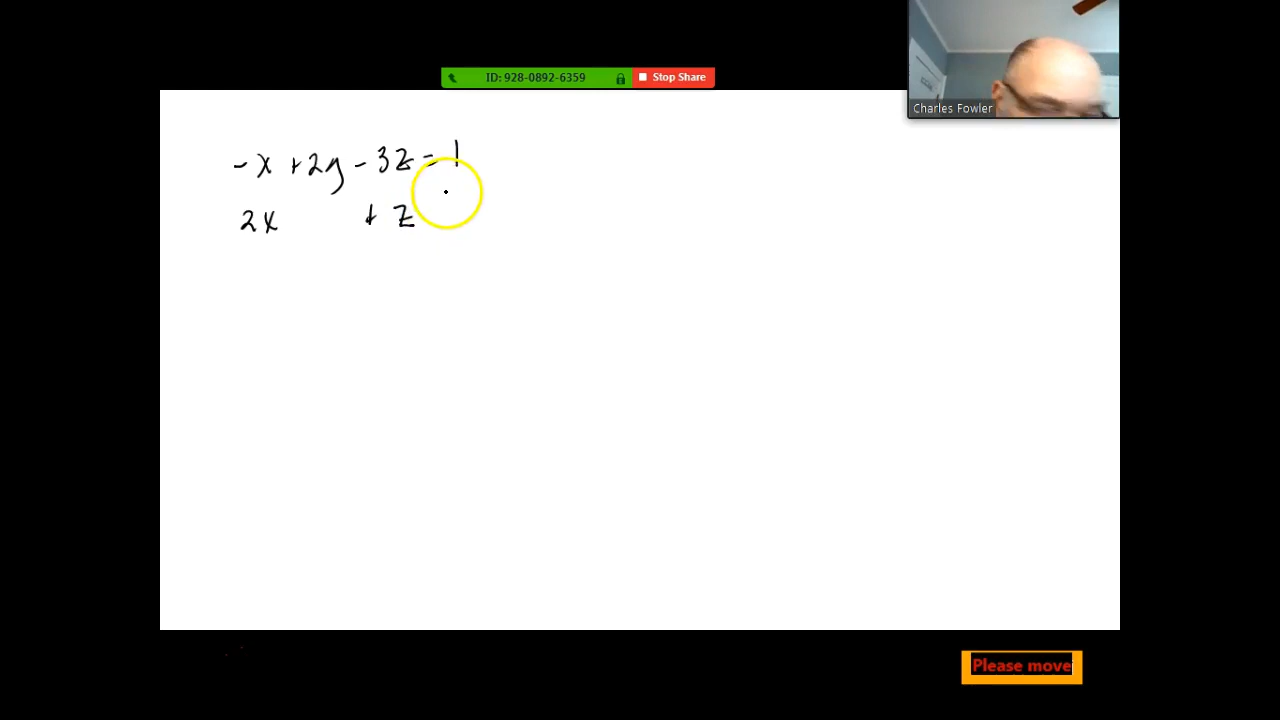 ID: 928-0892-6359 Stop Share
Charles Fowler
-x + 2y - 3z = 1
2x + z
Please move